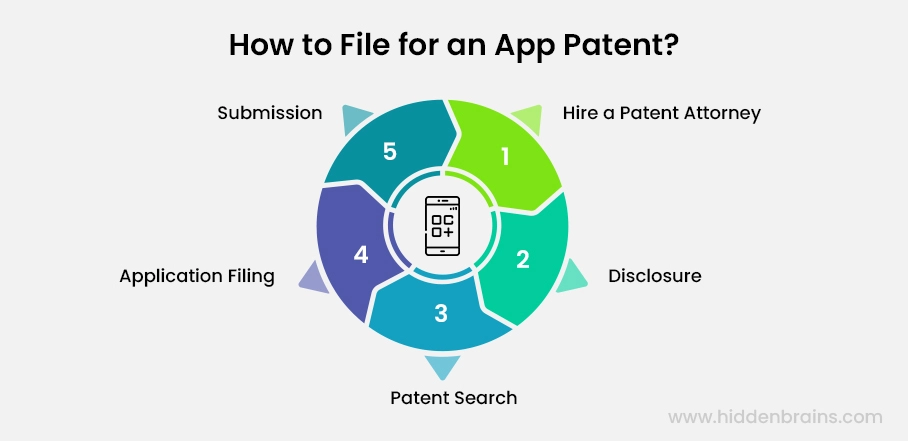 How to File for an App Patent?
Submission
Hire a Patent Attorney
5
1
4
2
Application Filing
Disclosure
3
Patent Search
www.hiddenbrains.com